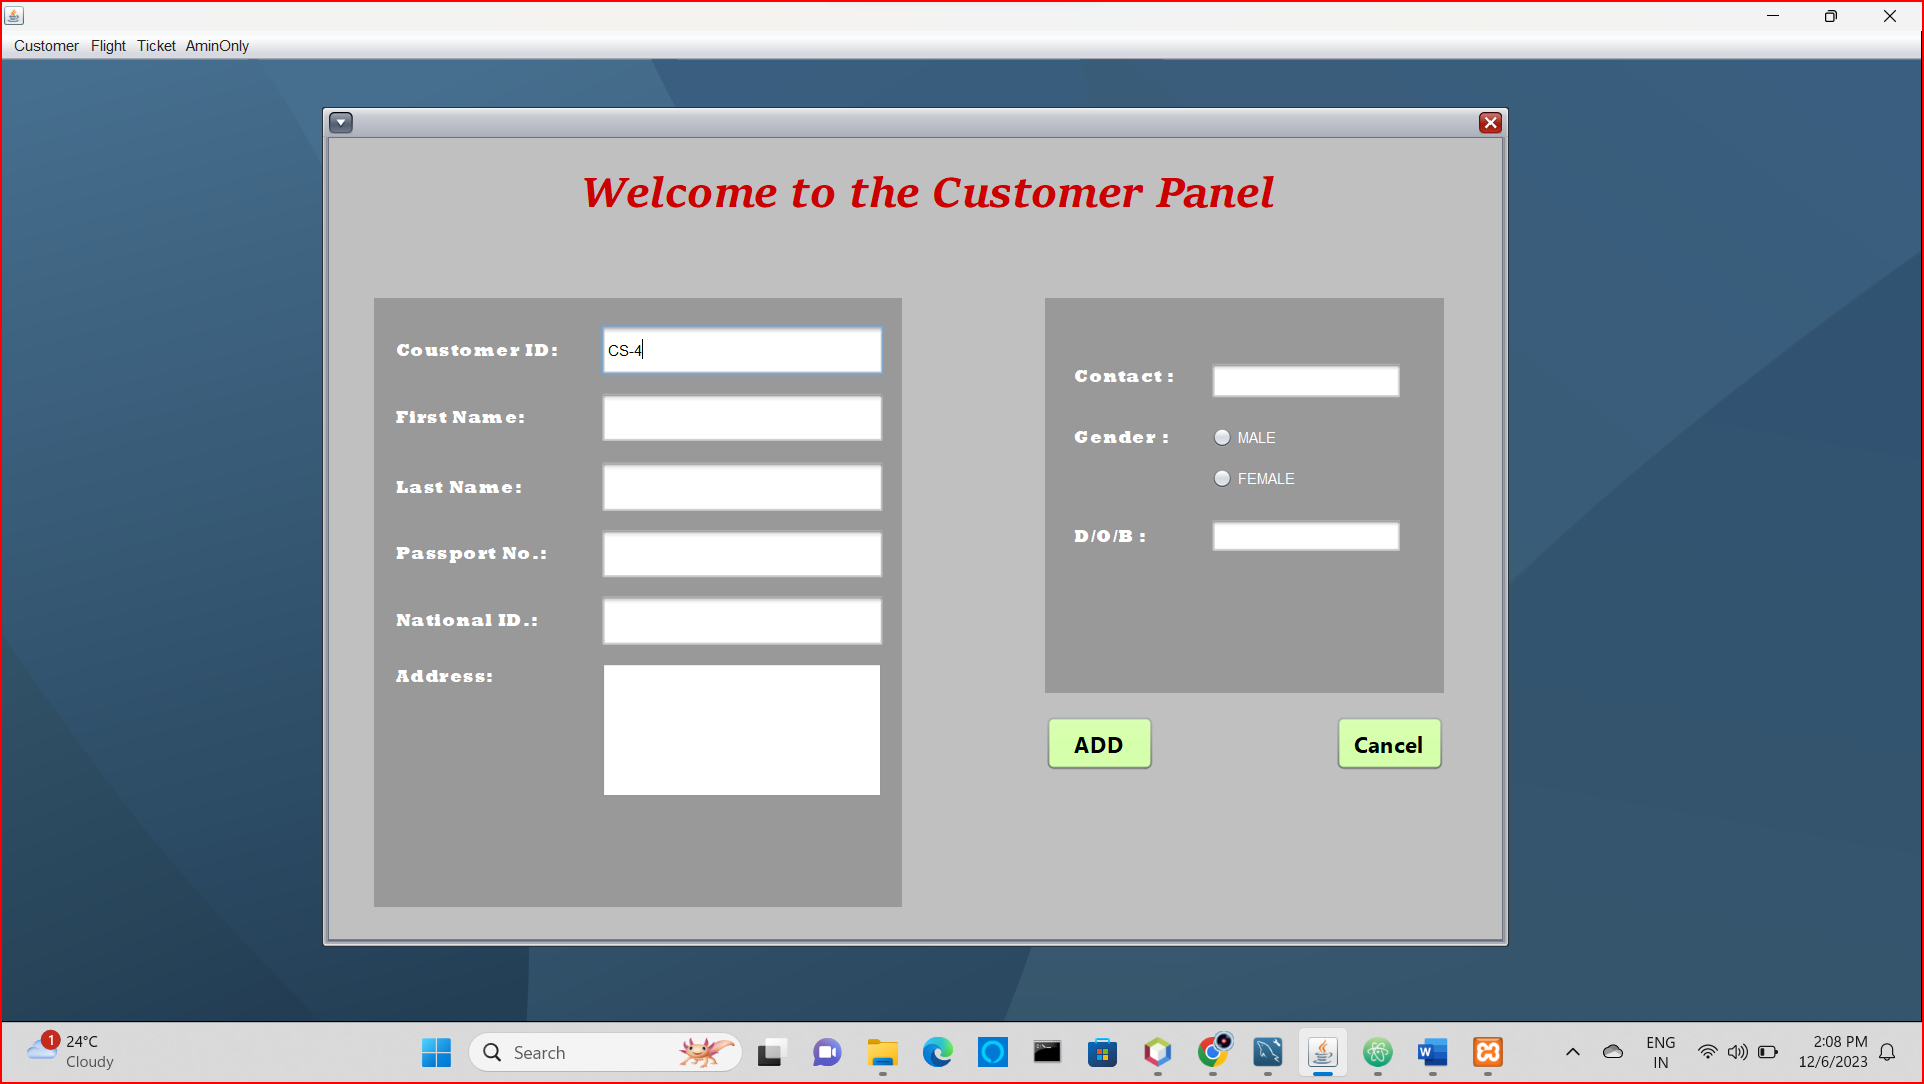 Customer Flight Ticket AminOnly
Welcome to the Customer Panel
Coustomer ID: CS-4
First Name:
Last Name:
Passport No.:
National ID.:
Address:
Contact :
Gender : MALE
FEMALE
D/O/B :
ADD Cancel
1 24°C
Cloudy
Search
ENG
IN
2:08 PM
12/6/2023